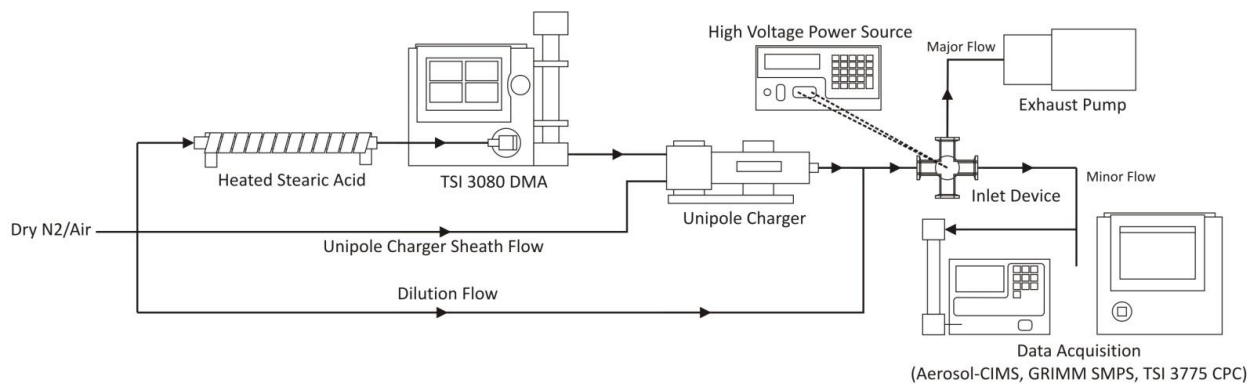 High Voltage Power Source
Major Flow
Exhaust Pump
Heated Stearic Acid
TSI 3080 DMA
Minor Flow
Inlet Device
Unipole Charger
Dry N2/Air
Unipole Charger Sheath Flow
Dilution Flow
Data Acquisition
(Aerosol-CIMS, GRIMM SMPS, TSI 3775 CPC)